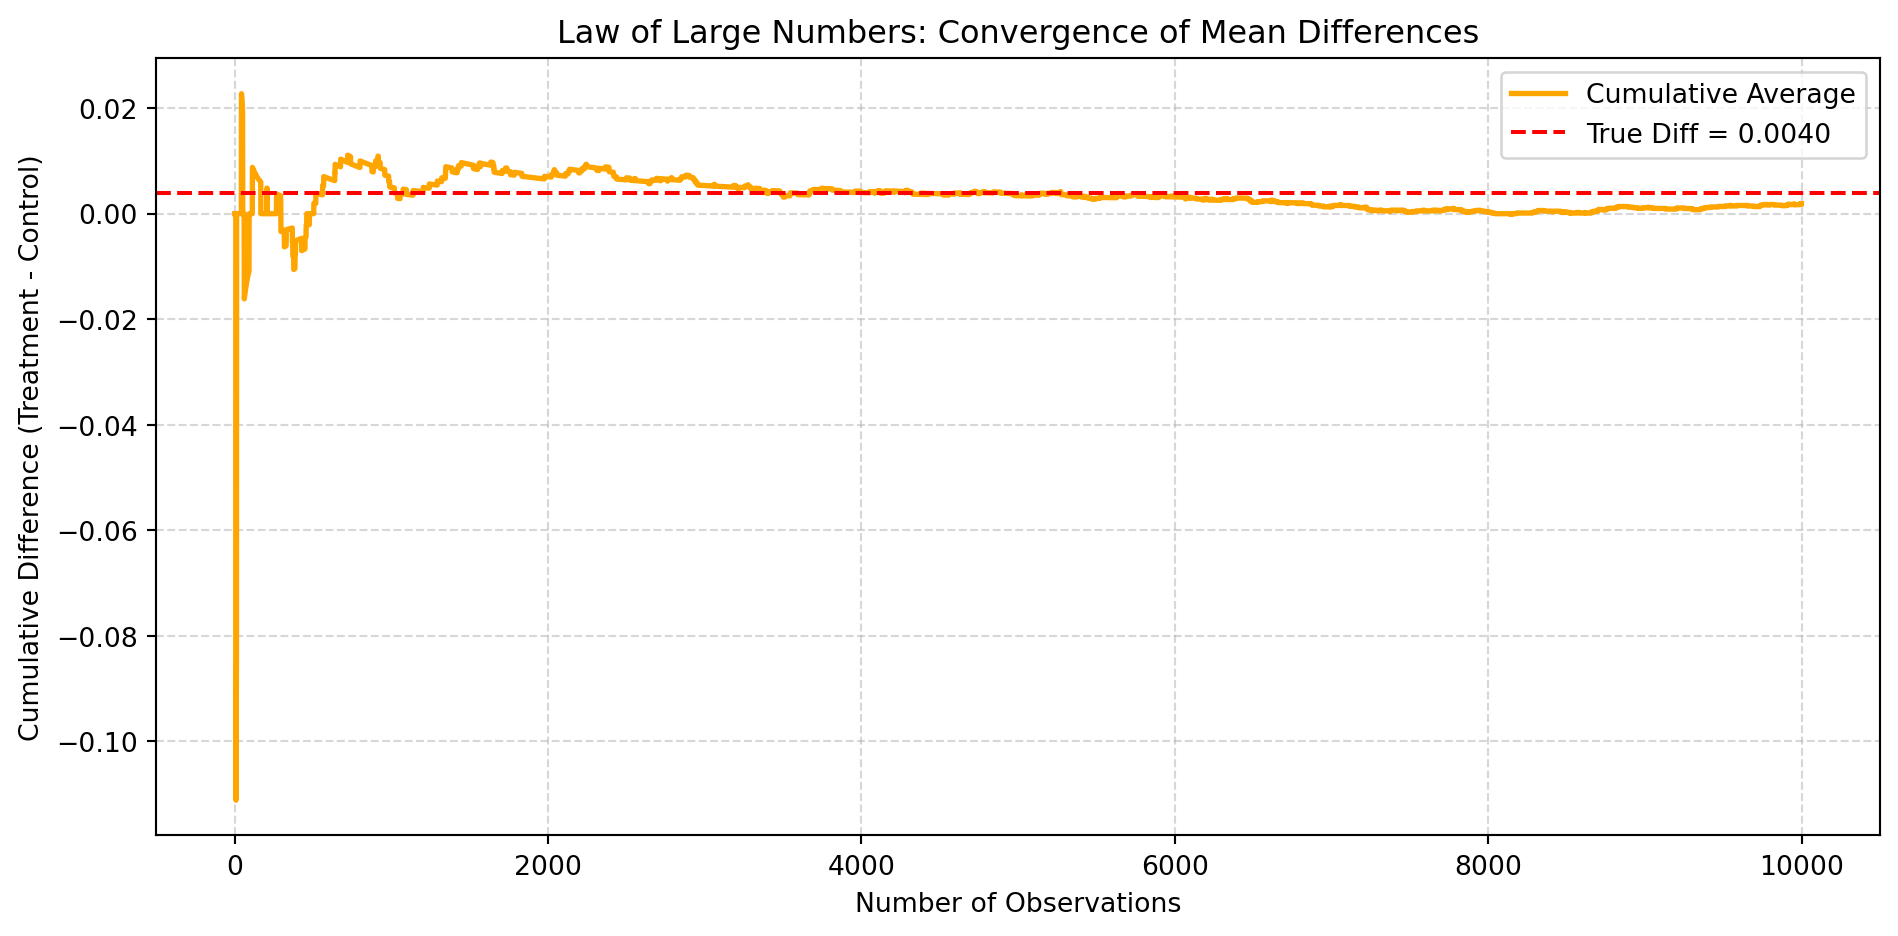 Law of Large Numbers: Convergence of Mean Differences
Cumulative Average
True Diff = 0.0040
Cumulative Difference (Treatment - Control)
0.02
0.00
−0.02
−0.04
−0.06
−0.08
−0.10
0 2000 4000 6000 8000 10000
Number of Observations